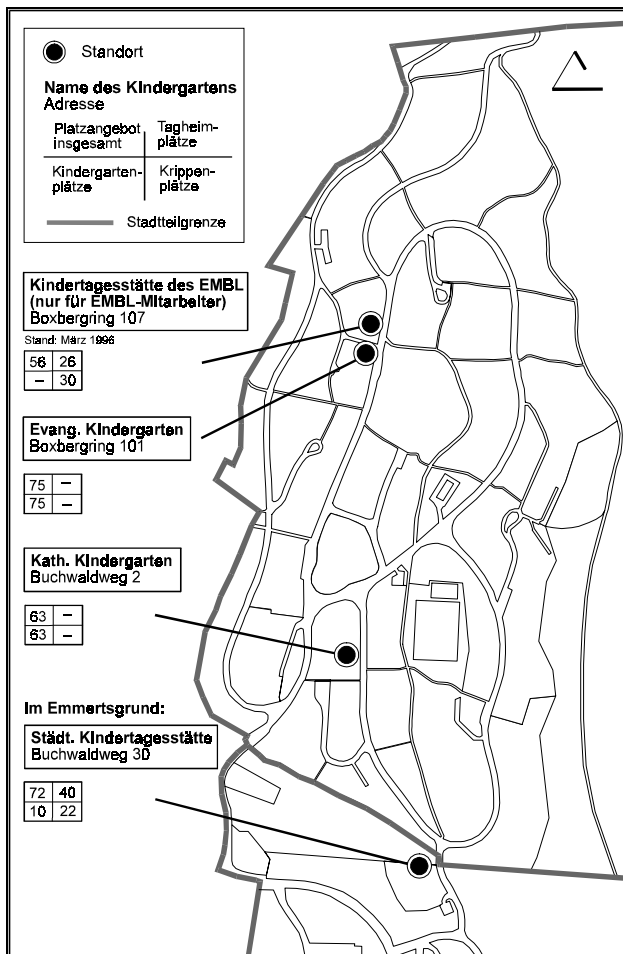 Standort
Name des Kindergartens
Adresse
Platzangebot insgesamt
Tagheim-
plätze
Kindergarten-
plätze
Krippen-
plätze
Stadtteilgrenze
Kindertagesstätte des EMBL
(nur für EMBL-Mitarbeiter)
Boxbergring 107
Stand: März 1996
56 26
– 30
Evang. Kindergarten
Boxbergring 101
75 –
75 –
Kath. Kindergarten
Buchwaldweg 2
63 –
63 –
Im Emmertsgrund:
Städt. Kindertagesstätte
Buchwaldweg 30
72 40
10 22